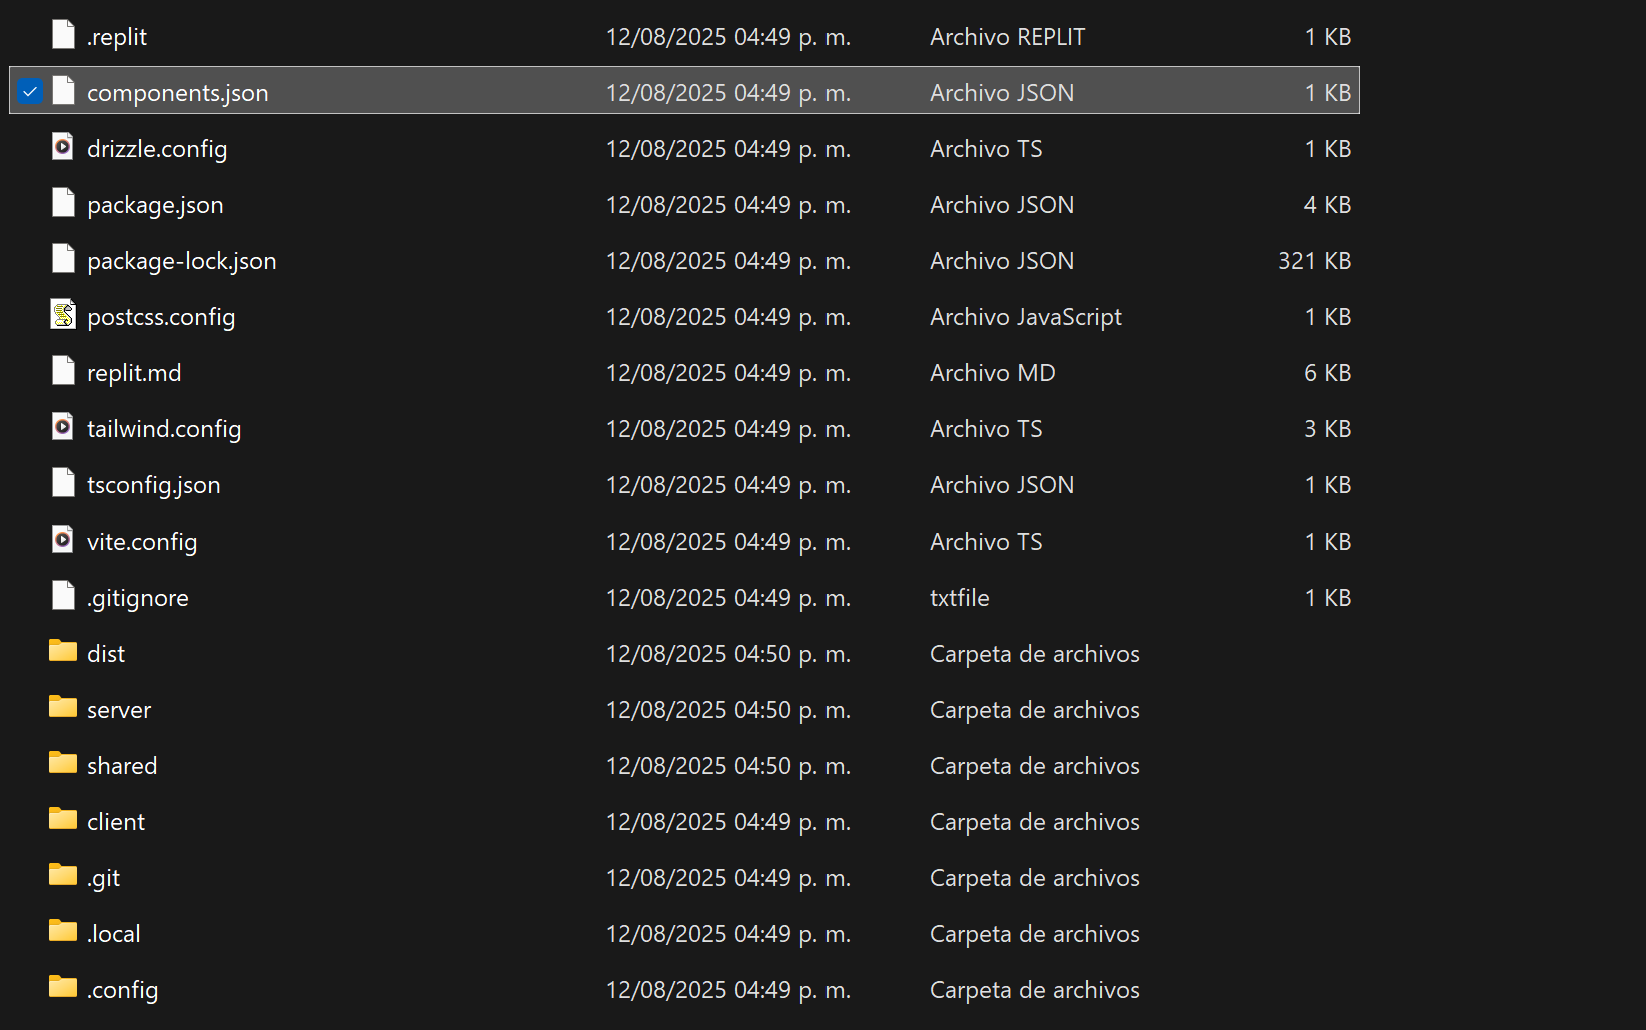 .replit 12/08/2025 04:49 p. m. Archivo REPLIT 1 KB
components.json 12/08/2025 04:49 p. m. Archivo JSON 1 KB
drizzle.config 12/08/2025 04:49 p. m. Archivo TS 1 KB
package.json 12/08/2025 04:49 p. m. Archivo JSON 4 KB
package-lock.json 12/08/2025 04:49 p. m. Archivo JSON 321 KB
postcss.config 12/08/2025 04:49 p. m. Archivo JavaScript 1 KB
replit.md 12/08/2025 04:49 p. m. Archivo MD 6 KB
tailwind.config 12/08/2025 04:49 p. m. Archivo TS 3 KB
tsconfig.json 12/08/2025 04:49 p. m. Archivo JSON 1 KB
vite.config 12/08/2025 04:49 p. m. Archivo TS 1 KB
.gitignore 12/08/2025 04:49 p. m. txtfile 1 KB
dist 12/08/2025 04:50 p. m. Carpeta de archivos
server 12/08/2025 04:50 p. m. Carpeta de archivos
shared 12/08/2025 04:50 p. m. Carpeta de archivos
client 12/08/2025 04:49 p. m. Carpeta de archivos
.git 12/08/2025 04:49 p. m. Carpeta de archivos
.local 12/08/2025 04:49 p. m. Carpeta de archivos
.config 12/08/2025 04:49 p. m. Carpeta de archivos